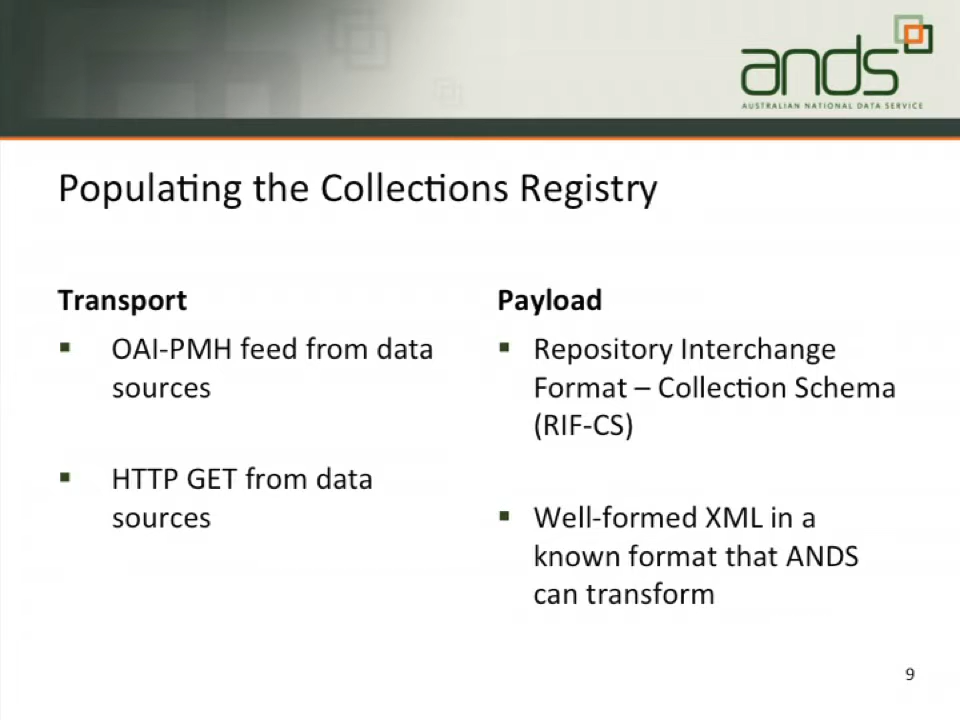 ands
AUSTRALIAN NATIONAL DATA SERVICE
Populating the Collections Registry
Transport
▪ OAI-PMH feed from data
sources
▪ HTTP GET from data
sources
Payload
▪ Repository Interchange
Format – Collection Schema
(RIF-CS)
▪ Well-formed XML in a
known format that ANDS
can transform
9